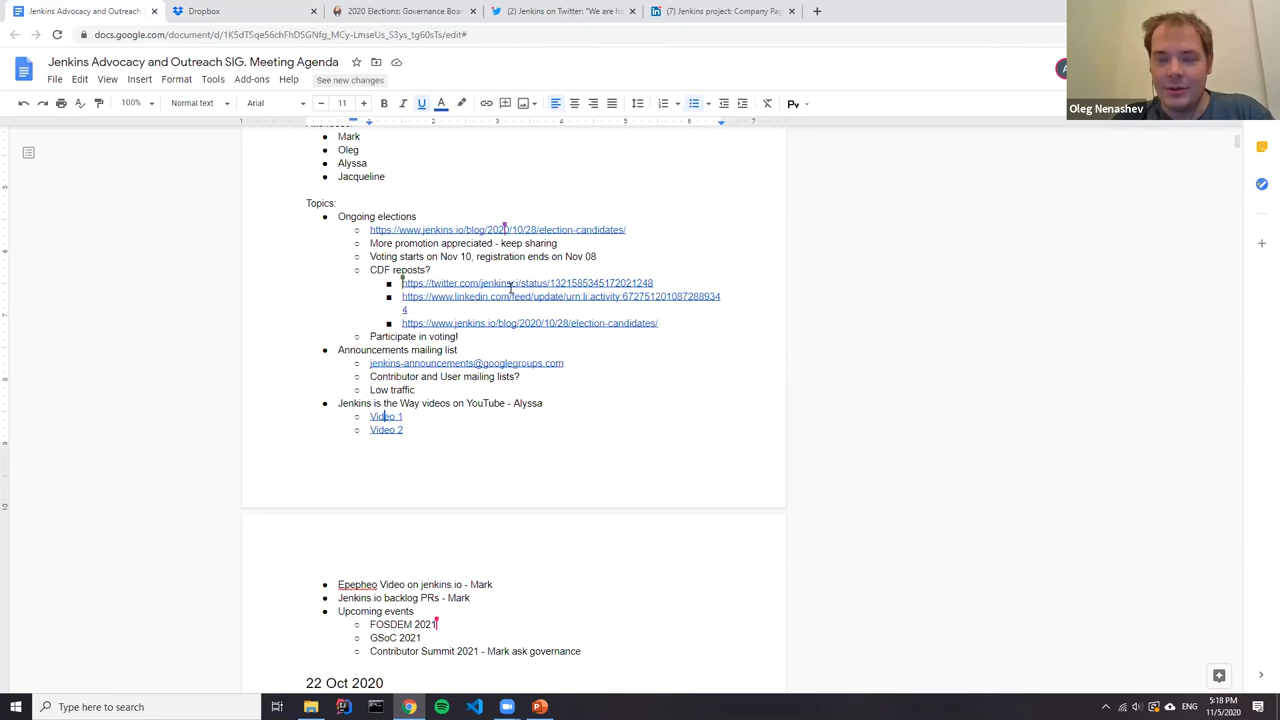 Jenkins Advocacy and Outreach
Dropbox
2020 Elections: Governance Board
(2) Jenkins on Twitter: "We are h
(7) Jenkins project: Company Pag
docs.google.com/document/d/1K5dTSqe56chFhDSGNfg_MCy-LmseUs_S3ys_tg60sTs/edit#
Jenkins Advocacy and Outreach SIG. Meeting Agenda
File Edit View Insert Format Tools Add-ons Help See new changes
100% Normal text Arial 11
Oleg Nenashev
Mark
Oleg
Alyssa
Jacqueline
Topics:
Ongoing elections
https://www.jenkins.io/blog/2020/10/28/election-candidates/
More promotion appreciated - keep sharing
Voting starts on Nov 10, registration ends on Nov 08
CDF reposts?
https://twitter.com/jenkinsci/status/1321585345172021248
https://www.linkedin.com/feed/update/urn:li:activity:672751201087288934
4
https://www.jenkins.io/blog/2020/10/28/election-candidates/
Participate in voting!
Announcements mailing list
jenkins-announcements@googlegroups.com
Contributor and User mailing lists?
Low traffic
Jenkins is the Way videos on YouTube - Alyssa
Video 1
Video 2
Epepheo Video on jenkins.io - Mark
Jenkins.io backlog PRs - Mark
Upcoming events
FOSDEM 2021
GSoC 2021
Contributor Summit 2021 - Mark ask governance
22 Oct 2020
Type here to search
5:18 PM
11/5/2020